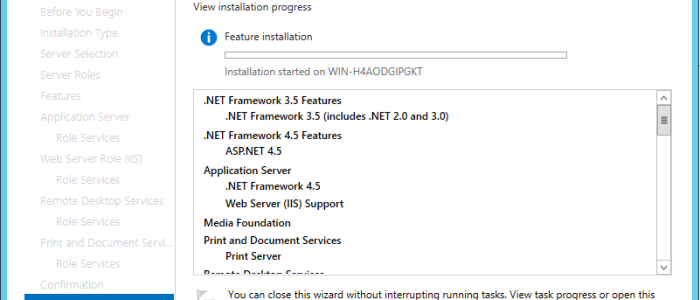 Before You Begin
Installation Type
Server Selection
Server Roles
Features
Application Server
Role Services
Web Server Role (IIS)
Role Services
Remote Desktop Services
Role Services
Print and Document Servi...
Role Services
Confirmation
View installation progress
Feature installation
Installation started on WIN-H4AODGIPGKT
.NET Framework 3.5 Features
.NET Framework 3.5 (includes .NET 2.0 and 3.0)
.NET Framework 4.5 Features
ASP.NET 4.5
Application Server
.NET Framework 4.5
Web Server (IIS) Support
Media Foundation
Print and Document Services
Print Server
Remote Desktop Services
You can close this wizard without interrupting running tasks. View task progress or open this